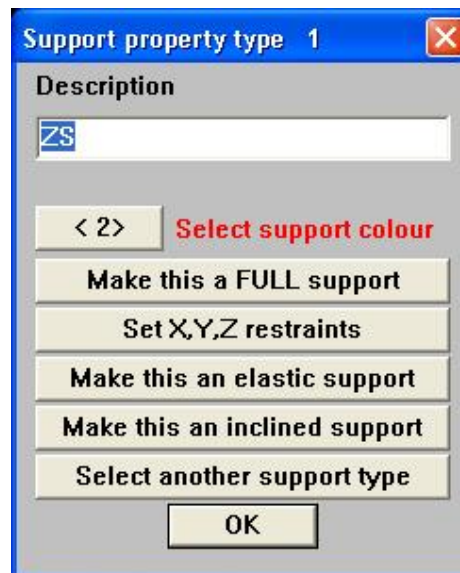 Support property type 1
Description
ZS
< 2> Select support colour
Make this a FULL support
Set X,Y,Z restraints
Make this an elastic support
Make this an inclined support
Select another support type
OK